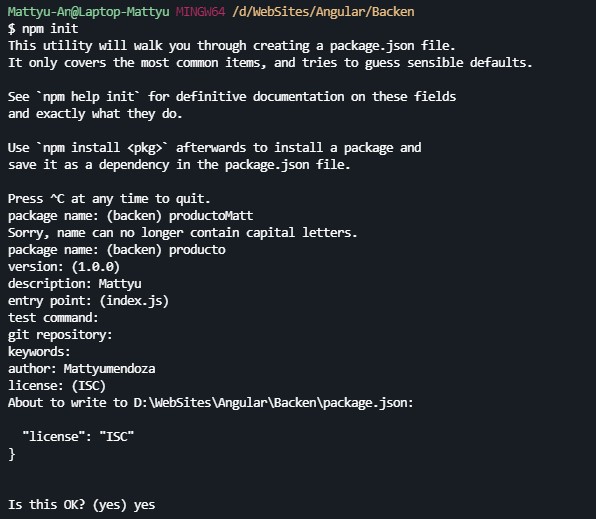 Mattyu-An@Laptop-Mattyu MINGW64 /d/WebSites/Angular/Backen
$ npm init
This utility will walk you through creating a package.json file.
It only covers the most common items, and tries to guess sensible defaults.
See `npm help init` for definitive documentation on these fields
and exactly what they do.
Use `npm install <pkg>` afterwards to install a package and
save it as a dependency in the package.json file.
Press ^C at any time to quit.
package name: (backen) productoMatt
Sorry, name can no longer contain capital letters.
package name: (backen) producto
version: (1.0.0)
description: Mattyu
entry point: (index.js)
test command:
git repository:
keywords:
author: Mattyumendoza
license: (ISC)
About to write to D:\WebSites\Angular\Backen\package.json:
"license": "ISC"
}
Is this OK? (yes) yes